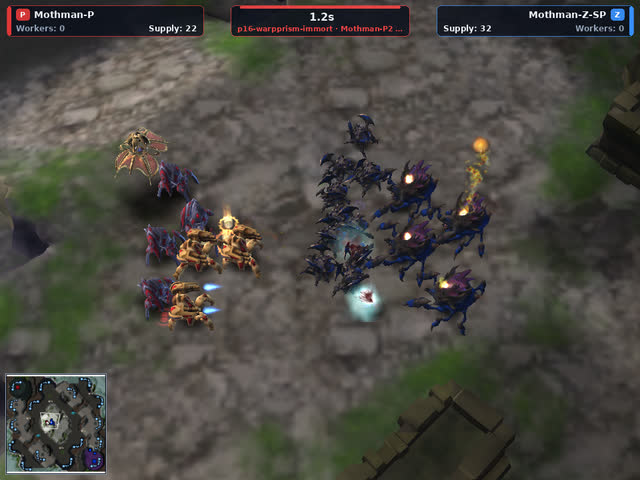 P Mothman-P
Workers: 0 Supply: 22
1.2s
p16-warpprism-immort · Mothman-P2 ...
Mothman-Z-SP Z
Supply: 32 Workers: 0